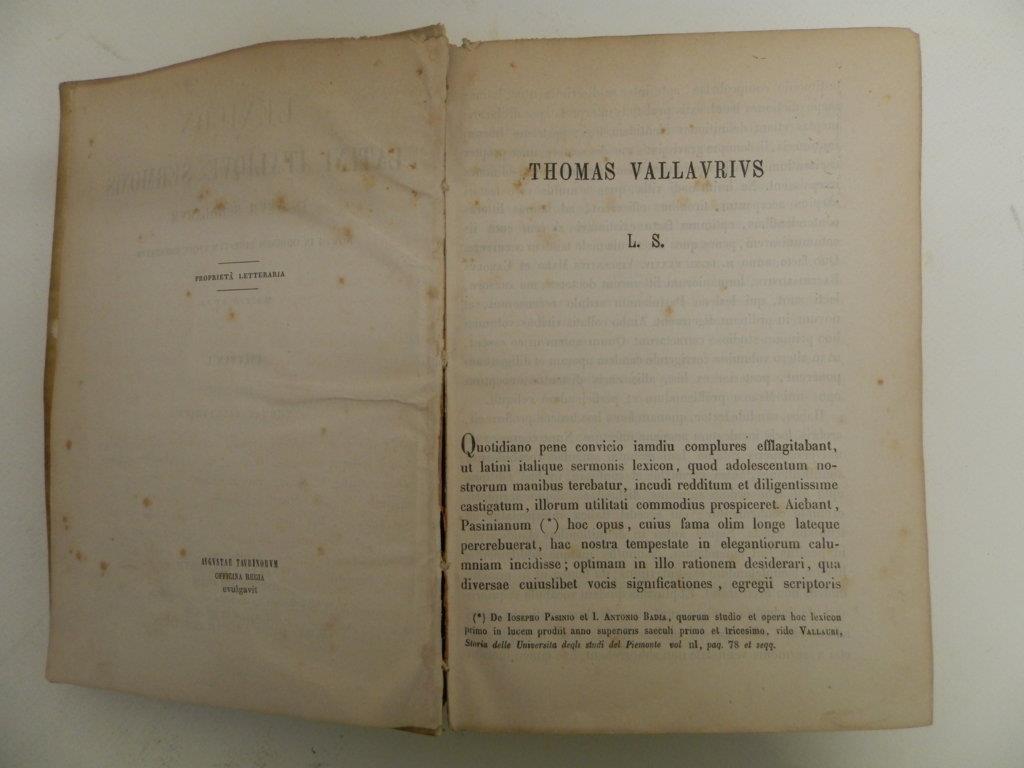 PROPRIETÀ LETTERARIA
AVGVSTAE TAVRINORVM
OFFICINA REGIA
evulgavit
THOMAS VALLAVRIVS
L. S.
Quotidiano pene convicio iamdiu complures efflagitabant,
ut latini italique sermonis lexicon, quod adolescentum no-
strorum manibus terebatur, incudi redditum et diligentissime
castigatum, illorum utilitati commodius prospiceret. Aiebant,
Pasinianum (*) hoc opus, cuius fama olim longe lateque
percrebuerat, hac nostra tempestate in elegantiorum calu-
mniam incidisse; optimam in illo rationem desiderari, qua
diversae cuiuslibet vocis significationes, egregii scriptoris
(*) De Iosepho Pasinio et I. Antonio Badia, quorum studio et opera hoc lexicon
primo in lucem prodiit anno superioris saeculi primo et tricesimo, vide Vallauri,
Storia delle Universita degli studi del Piemonte vol III, pag. 78 et seqq.